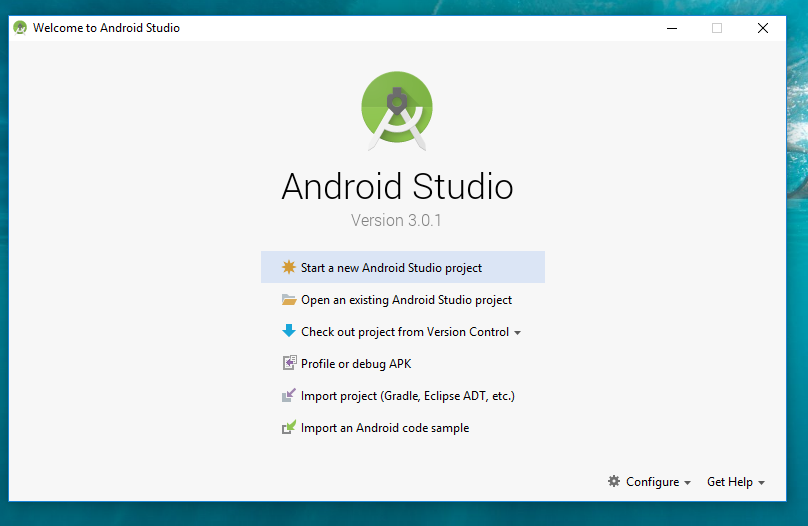 Welcome to Android Studio
Android Studio
Version 3.0.1
Start a new Android Studio project
Open an existing Android Studio project
Check out project from Version Control
Profile or debug APK
Import project (Gradle, Eclipse ADT, etc.)
Import an Android code sample
Configure Get Help